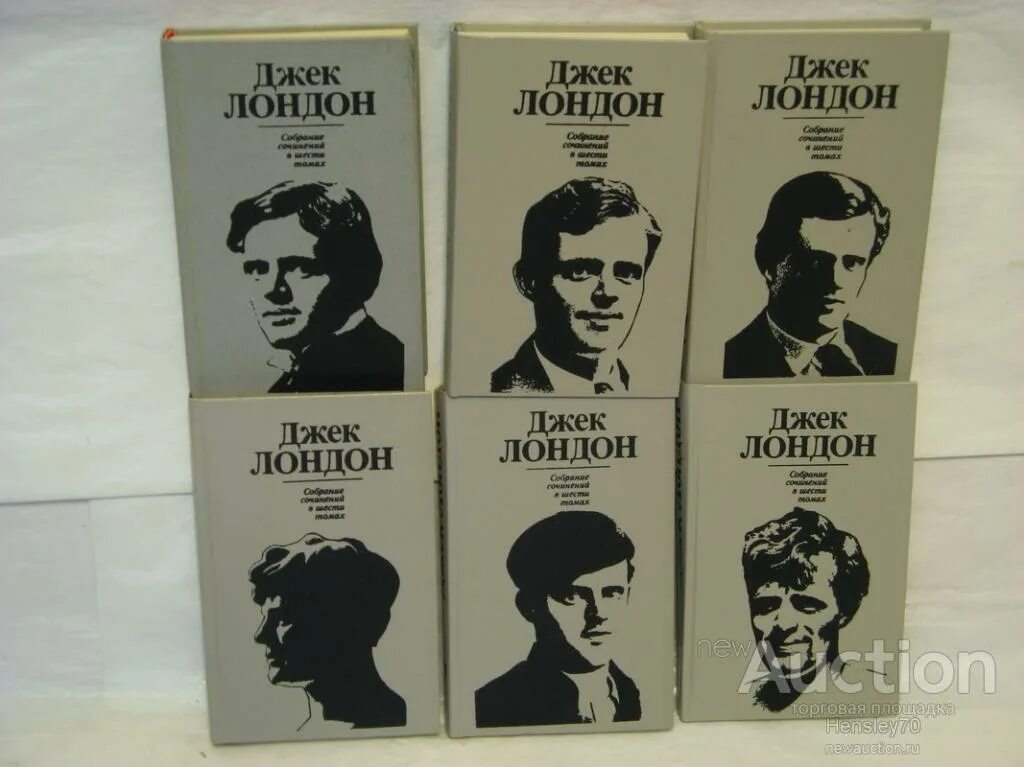 Джек
ЛОНДОН
Собрание
сочинений
в шести
томах
Джек
ЛОНДОН
Собрание
сочинений
в шести
томах
Джек
ЛОНДОН
Собрание
сочинений
в шести
томах
Джек
ЛОНДОН
Собрание
сочинений
в шести
томах
Джек
ЛОНДОН
Собрание
сочинений
в шести
томах
Джек
ЛОНДОН
Собрание
сочинений
в шести
томах
newAuction
торговая площадка
Hensley70
newauction.ru